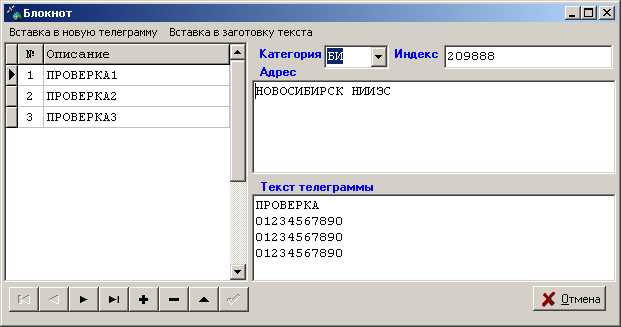 Блокнот
Вставка в новую телеграмму Вставка в заготовку текста
№ Описание
1 ПРОВЕРКА1
2 ПРОВЕРКА2
3 ПРОВЕРКА3
Категория БИ Индекс 209888
Адрес
НОВОСИБИРСК НИИЭС
Текст телеграммы
ПРОВЕРКА
01234567890
01234567890
01234567890
Отмена